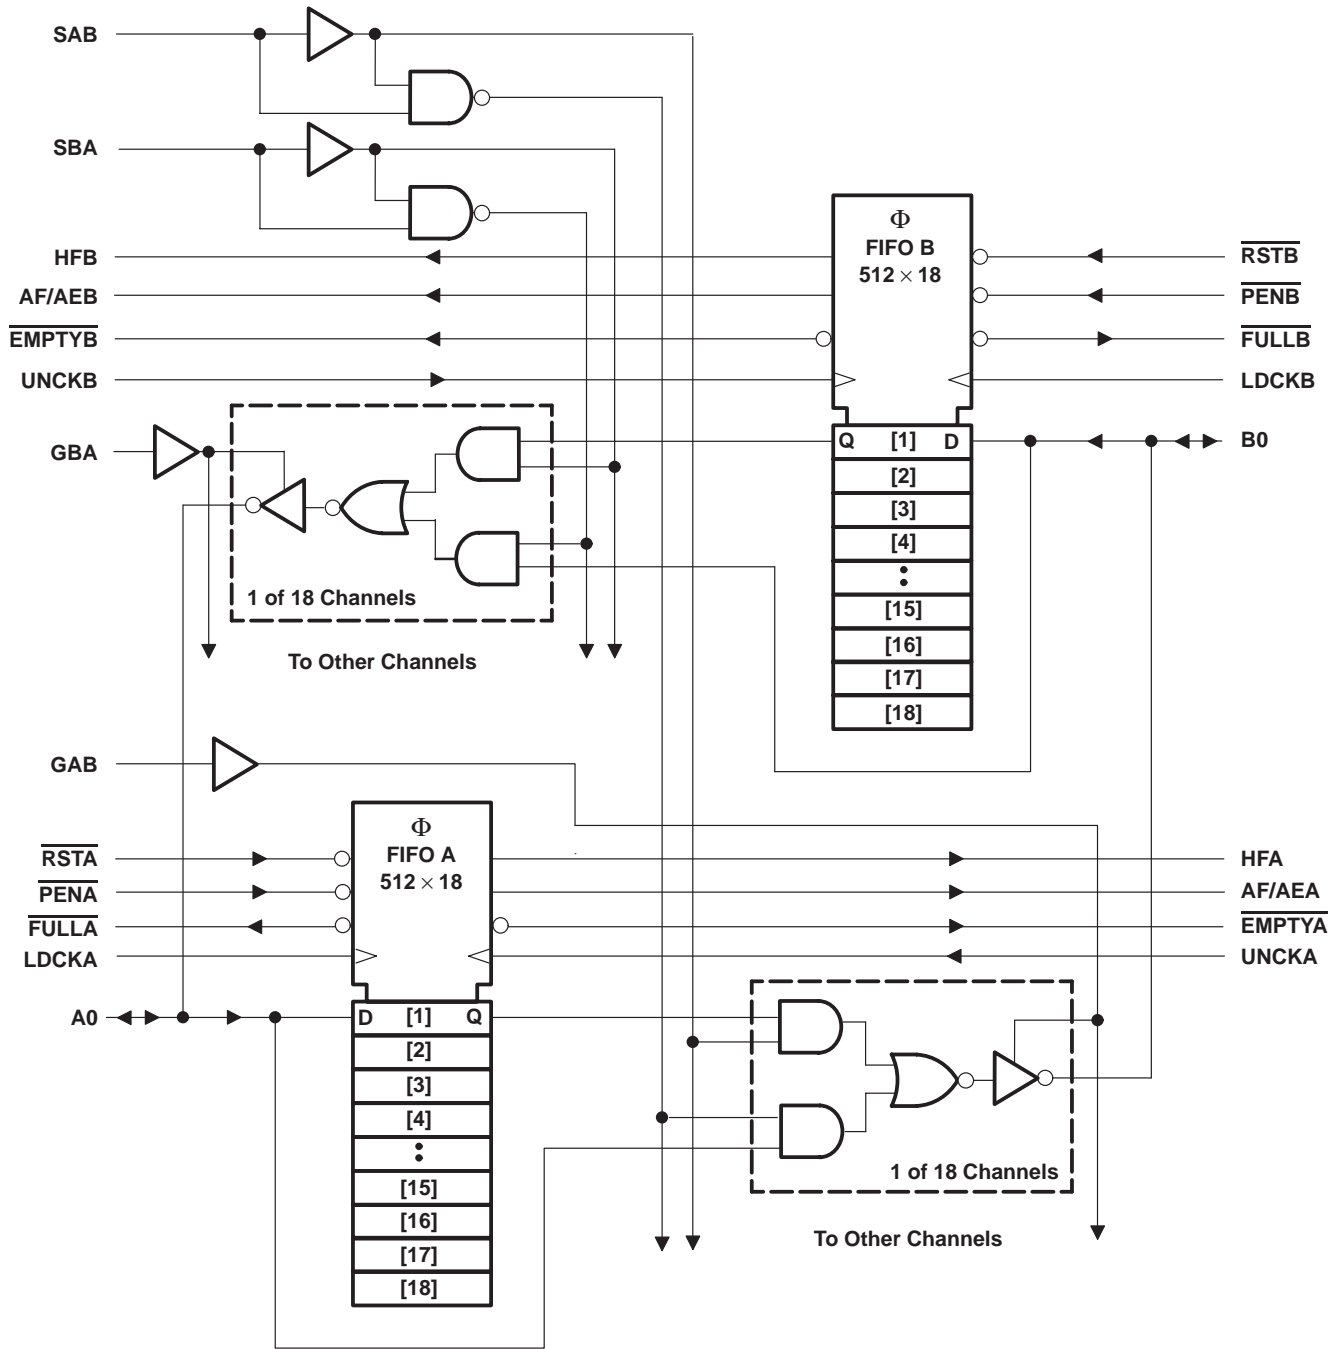 SAB
SBA
HFB
AF/AEB
EMPTYB
UNCKB
GBA
Φ
FIFO B
512 × 18
RSTB
PENB
FULLB
LDCKB
B0
Q [1] D
[2]
[3]
[4]
[15]
[16]
[17]
[18]
1 of 18 Channels
To Other Channels
GAB
RSTA
PENA
FULLA
LDCKA
A0
Φ
FIFO A
512 × 18
HFA
AF/AEA
EMPTYA
UNCKA
D [1] Q
[2]
[3]
[4]
[15]
[16]
[17]
[18]
1 of 18 Channels
To Other Channels